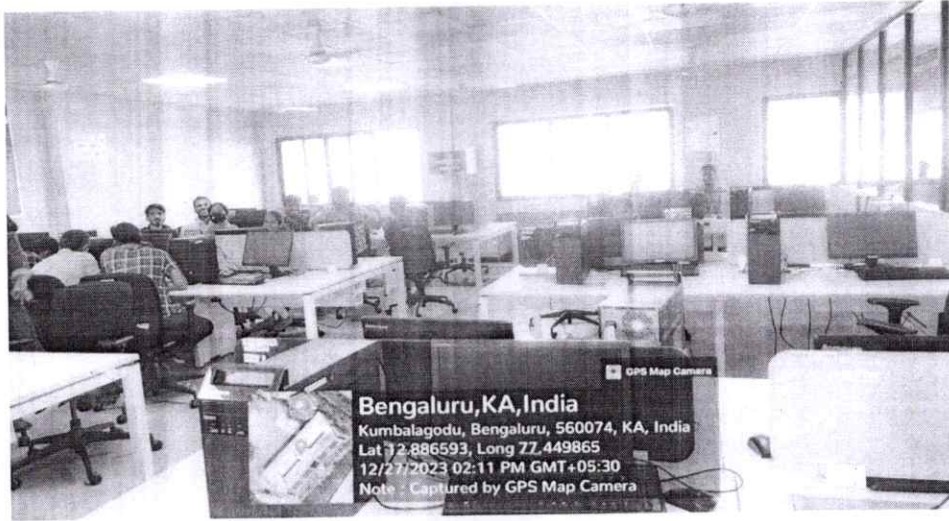 GPS Map Camera
Bengaluru,KA,India
Kumbalagodu, Bengaluru, 560074, KA, India
Lat 12.886593, Long 77.449865
12/27/2023 02:11 PM GMT+05:30
Note : Captured by GPS Map Camera